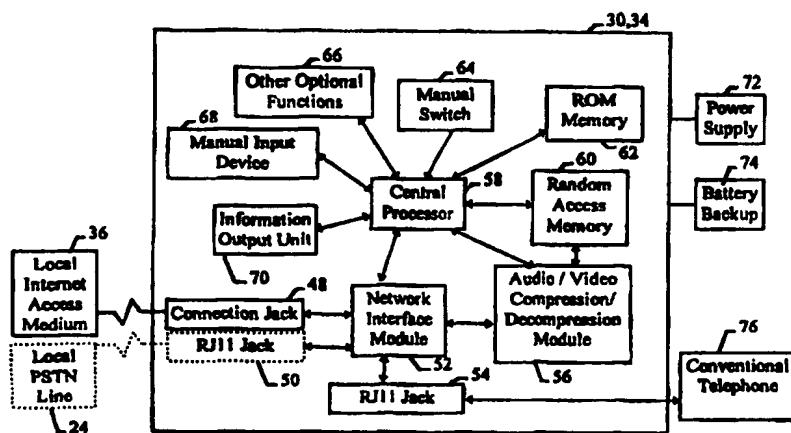 30,34
66
64
72
Other Optional
Functions
Manual
Switch
ROM
Memory
Power
Supply
68
62
Manual Input
Device
60
74
Central
Processor
58
Random
Access
Memory
Battery
Backup
36
Information
Output Unit
Local
Internet
Access
Medium
70
48
Audio / Video
Compression/
Decompression
Module
Connection Jack
Network
Interface
Module
76
RJ11 Jack
Local
PSTN
Line
50
52
54
56
Conventional
Telephone
RJ11 Jack
24